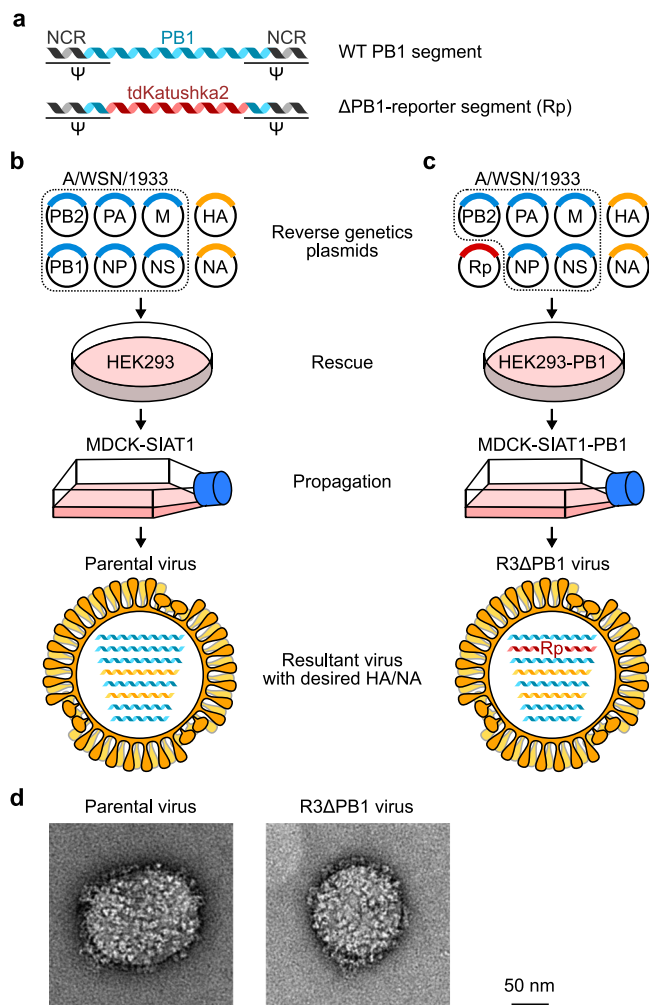 a
NCR PB1 NCR
Ψ Ψ
WT PB1 segment
tdKatushka2
Ψ Ψ
ΔPB1-reporter segment (Rp)
b
A/WSN/1933
PB2 PA M HA
PB1 NP NS NA
Reverse genetics
plasmids
c
A/WSN/1933
PB2 PA M HA
Rp NP NS NA
HEK293
Rescue
HEK293-PB1
MDCK-SIAT1
Propagation
MDCK-SIAT1-PB1
Parental virus
Resultant virus
with desired HA/NA
R3ΔPB1 virus
Rp
d
Parental virus
R3ΔPB1 virus
50 nm